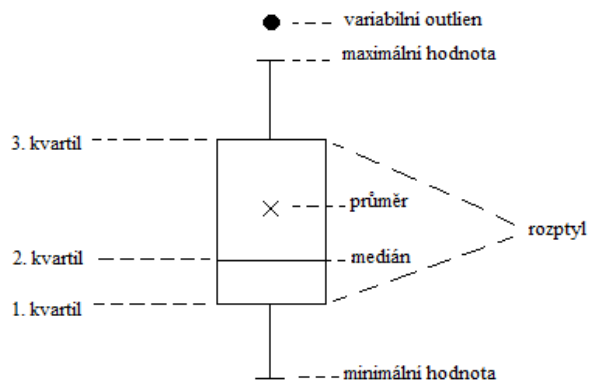 variabilní outlien
maximální hodnota
3. kvartil
průměr
rozptyl
2. kvartil
medián
1. kvartil
minimální hodnota